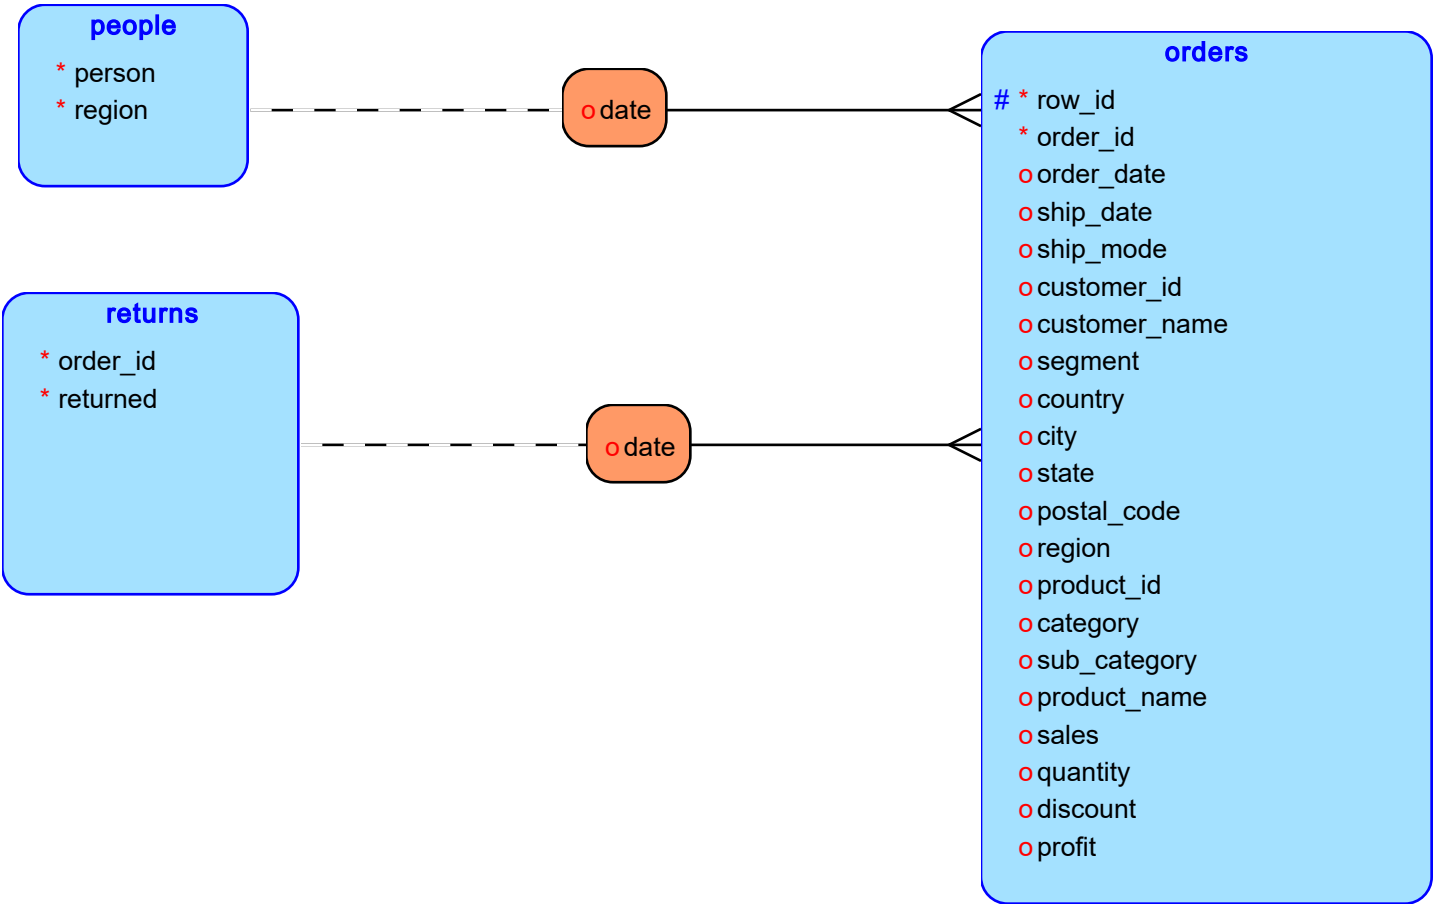 people
* person
* region
o date
returns
* order_id
* returned
o date
orders
# * row_id
* order_id
o order_date
o ship_date
o ship_mode
o customer_id
o customer_name
o segment
o country
o city
o state
o postal_code
o region
o product_id
o category
o sub_category
o product_name
o sales
o quantity
o discount
o profit